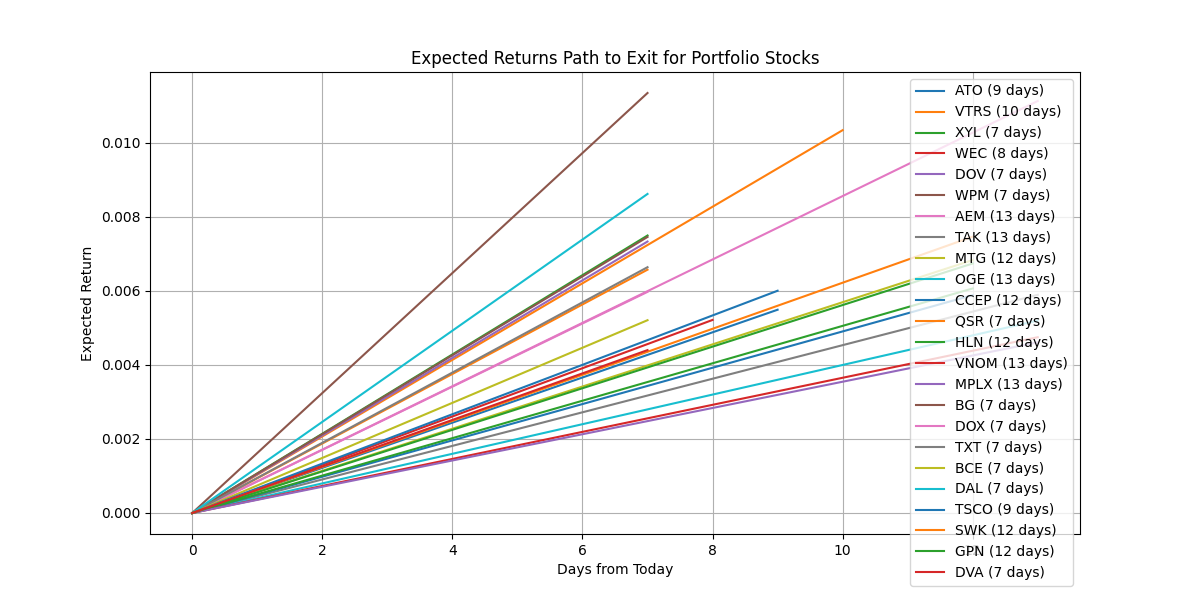 Expected Returns Path to Exit for Portfolio Stocks
Expected Return
0.010
0.008
0.006
0.004
0.002
0.000
0
2
4
6
8
10
Days from Today
ATO (9 days)
VTRS (10 days)
XYL (7 days)
WEC (8 days)
DOV (7 days)
WPM (7 days)
AEM (13 days)
TAK (13 days)
MTG (12 days)
OGE (13 days)
CCEP (12 days)
QSR (7 days)
HLN (12 days)
VNOM (13 days)
MPLX (13 days)
BG (7 days)
DOX (7 days)
TXT (7 days)
BCE (7 days)
DAL (7 days)
TSCO (9 days)
SWK (12 days)
GPN (12 days)
DVA (7 days)